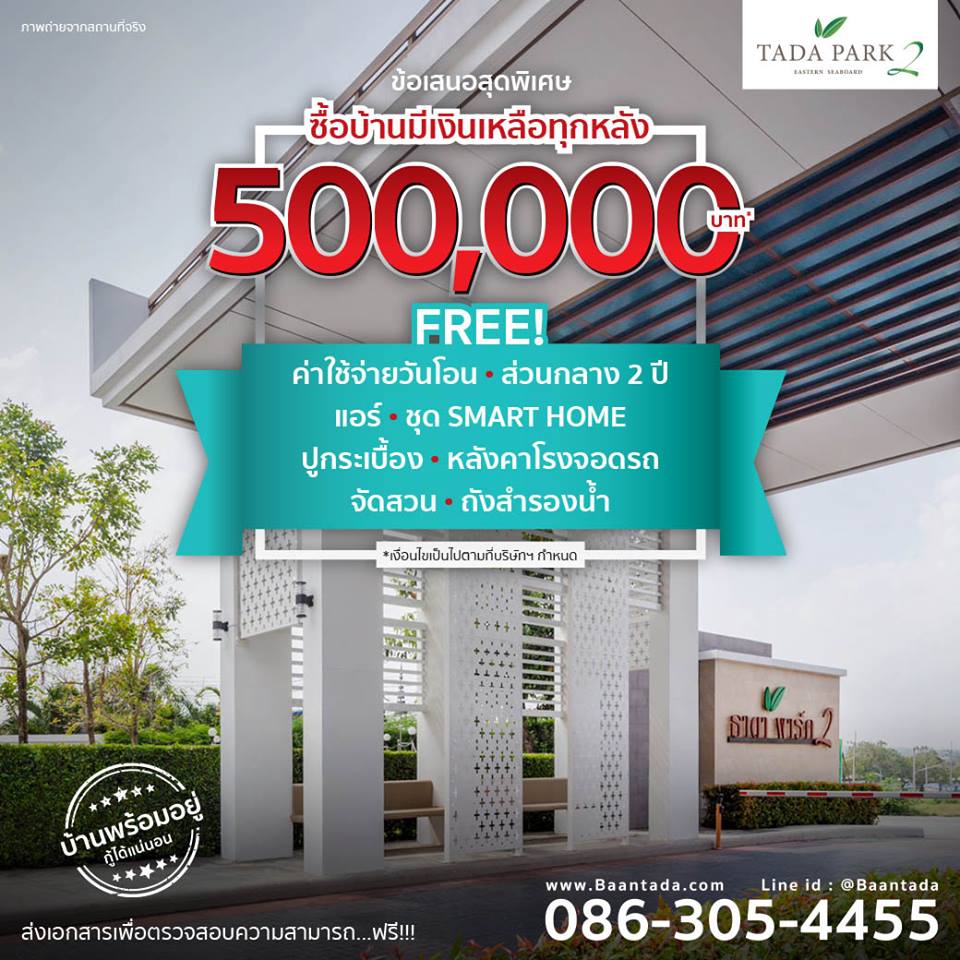 ภาพถ่ายจากสถานที่จริง
TADA PARK 2
EASTERN SEABOARD
ข้อเสนอสุดพิเศษ
ซื้อบ้านมีเงินเหลือทุกหลัง
500,000 บาท*
FREE!
ค่าใช้จ่ายวันโอน • ส่วนกลาง 2 ปี
แอร์ • ชุด SMART HOME
ปูกระเบื้อง • หลังคาโรงจอดรถ
จัดสวน • ถังสำรองน้ำ
*เงื่อนไขเป็นไปตามที่บริษัทฯ กำหนด
ธาดา พาร์ค 2
บ้านพร้อมอยู่
กู้ได้แน่นอน
www.Baantada.com Line id : @Baantada
086-305-4455
ส่งเอกสารเพื่อตรวจสอบความสามารถ...ฟรี!!!